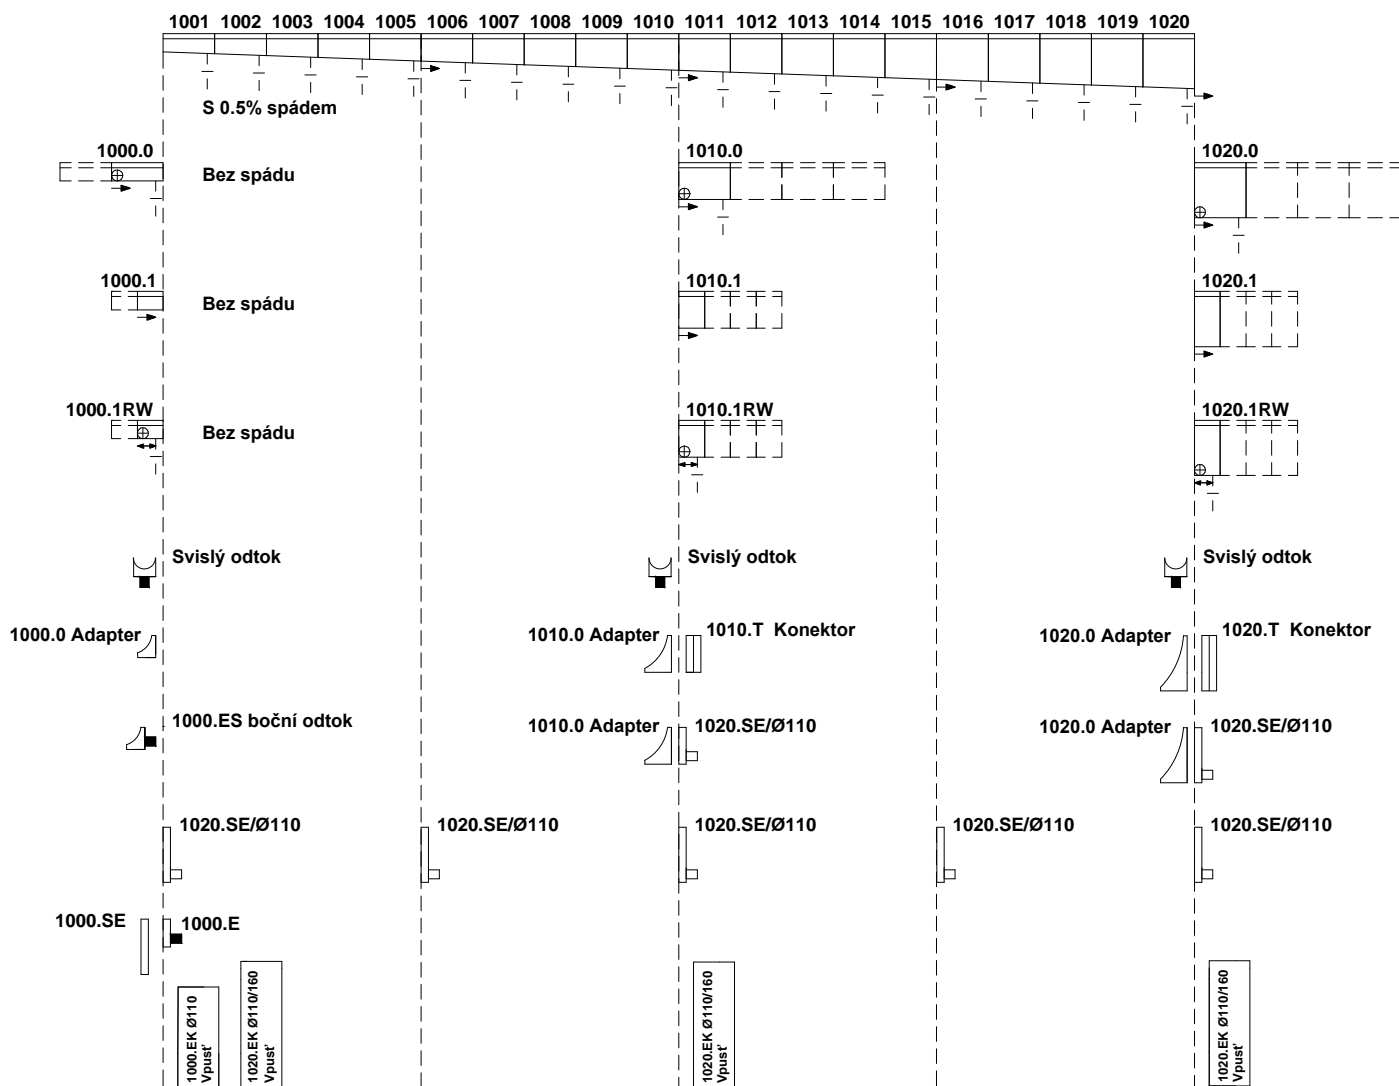 1001 1002 1003 1004 1005 1006 1007 1008 1009 1010 1011 1012 1013 1014 1015 1016 1017 1018 1019 1020
S 0.5% spádem
1000.0 Bez spádu 1010.0 1020.0
1000.1 Bez spádu 1010.1 1020.1
1000.1RW Bez spádu 1010.1RW 1020.1RW
Svislý odtok Svislý odtok Svislý odtok
1000.0 Adapter 1010.0 Adapter 1010.T Konektor 1020.0 Adapter 1020.T Konektor
1000.ES boční odtok 1010.0 Adapter 1020.SE/Ø110 1020.0 Adapter 1020.SE/Ø110
1020.SE/Ø110 1020.SE/Ø110 1020.SE/Ø110 1020.SE/Ø110 1020.SE/Ø110
1000.SE 1000.E
1000.EK Ø110
Vpusť
1020.EK Ø110/160
Vpusť
1020.EK Ø110/160
Vpusť
1020.EK Ø110/160
Vpusť